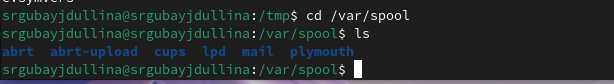 srgubayjdullina@srgubayjdullina:/tmp$ cd /var/spool
srgubayjdullina@srgubayjdullina:/var/spool$ ls
abrt  abrt-upload  cups  lpd  mail  plymouth
srgubayjdullina@srgubayjdullina:/var/spool$